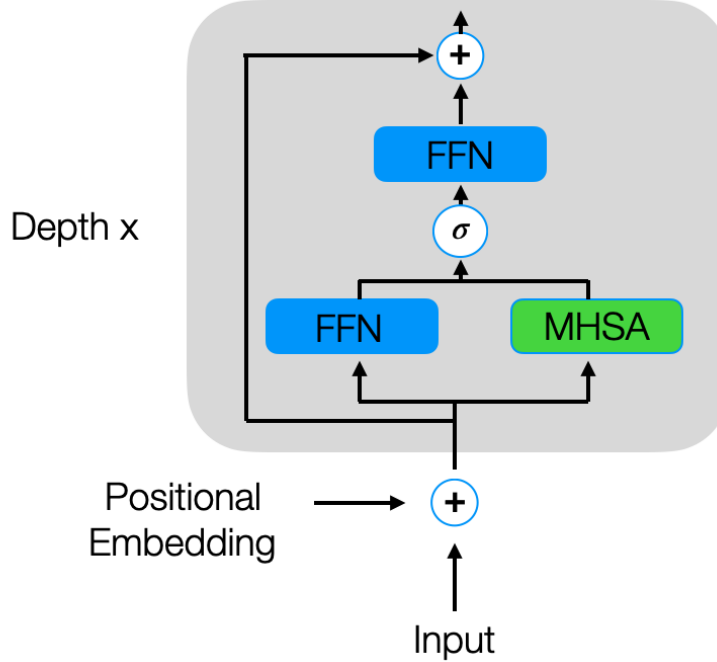 +
FFN
Depth x
σ
FFN
MHSA
Positional
Embedding
+
Input